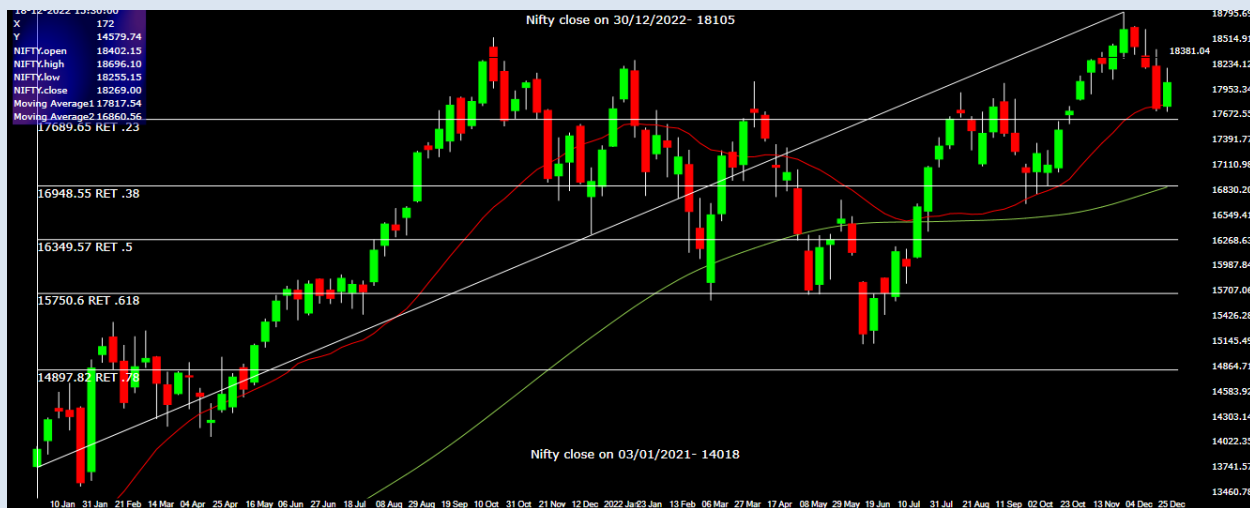 18-12-2022 15:30:00
X 172
Y 14579.74
NIFTY.open 18402.15
NIFTY.high 18696.10
NIFTY.low 18255.15
NIFTY.close 18269.00
Moving Average1 17817.54
Moving Average2 16860.56
Nifty close on 30/12/2022- 18105
17689.65 RET .23
16948.55 RET .38
16349.57 RET .5
15750.6 RET .618
14897.82 RET .78
Nifty close on 03/01/2021- 14018
18795.69
18514.91
18381.04
18234.12
17953.34
17672.55
17391.77
17110.98
16830.20
16549.41
16268.63
15987.84
15707.06
15426.28
15145.49
14864.71
14583.92
14303.14
14022.35
13741.57
13460.78
10 Jan 31 Jan 21 Feb 14 Mar 04 Apr 25 Apr 16 May 06 Jun 27 Jun 18 Jul 08 Aug 29 Aug 19 Sep 10 Oct 31 Oct 21 Nov 12 Dec 2022 Jan 23 Jan 13 Feb 06 Mar 27 Mar 17 Apr 08 May 29 May 19 Jun 10 Jul 31 Jul 21 Aug 11 Sep 02 Oct 23 Oct 13 Nov 04 Dec 25 Dec